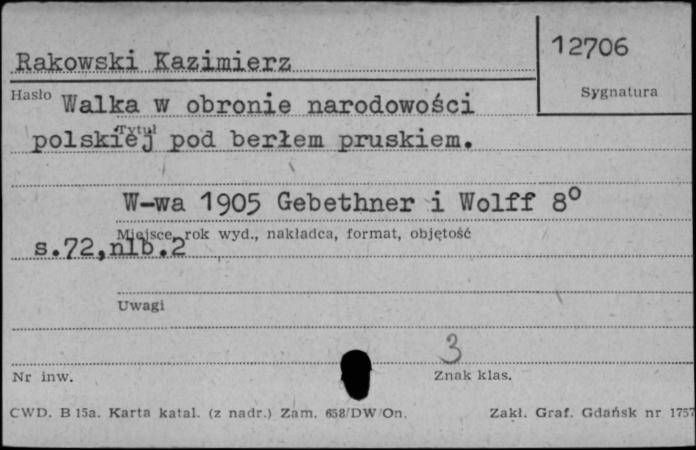 12706
Rakowski Kazimierz
Sygnatura
Hasło Walka w obronie narodowości
Tytuł
polskiej pod berłem pruskiem.
W-wa 1905 Gebethner i Wolff 8°
Miejsce, rok wyd., nakładca, format, objętość
s.72,nlb.2
Uwagi
3
Nr inw. Znak klas.
CWD. B 15a. Karta katal. (z nadr.) Zam. 658/DW/On. Zakł. Graf. Gdańsk nr 1757